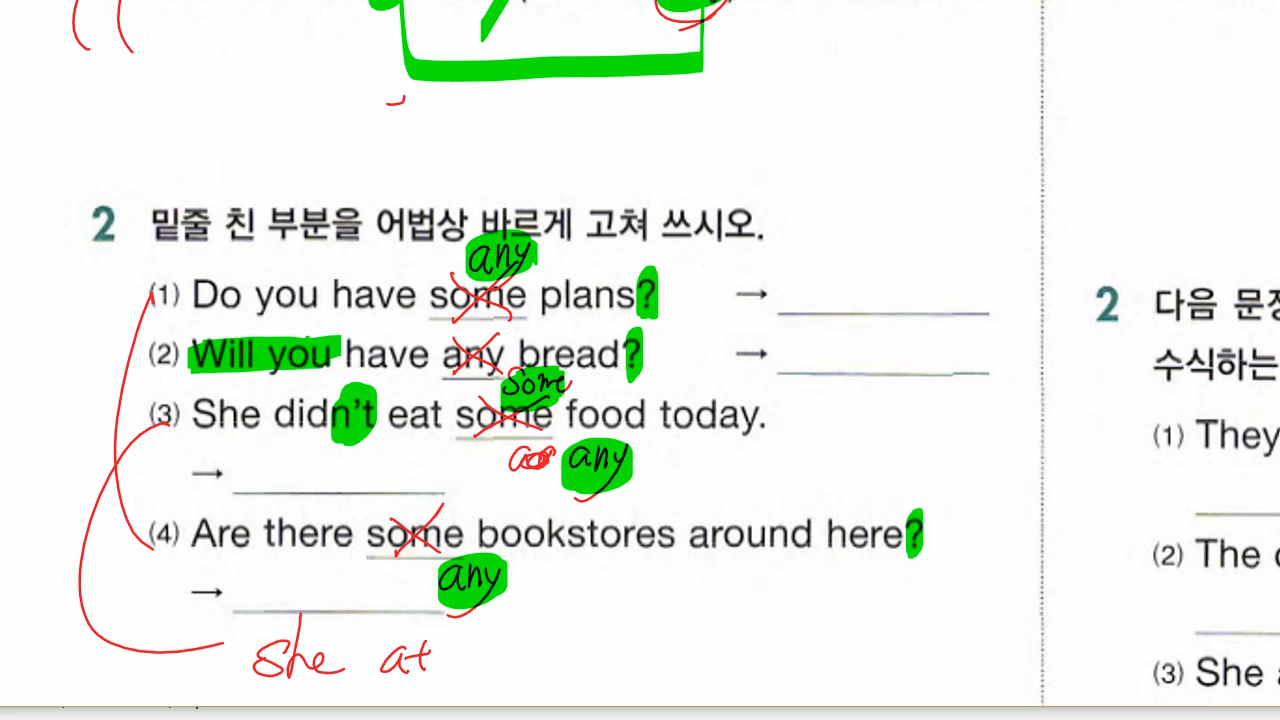 2 밑줄 친 부분을 어법상 바르게 고쳐 쓰시오.
any
(1) Do you have some plans? →
(2) Will you have any bread? →
some
(3) She didn't eat some food today.
any
→
(4) Are there some bookstores around here?
any
→
She at
2 다음 문장
수식하는
(1) They
(2) The
(3) She